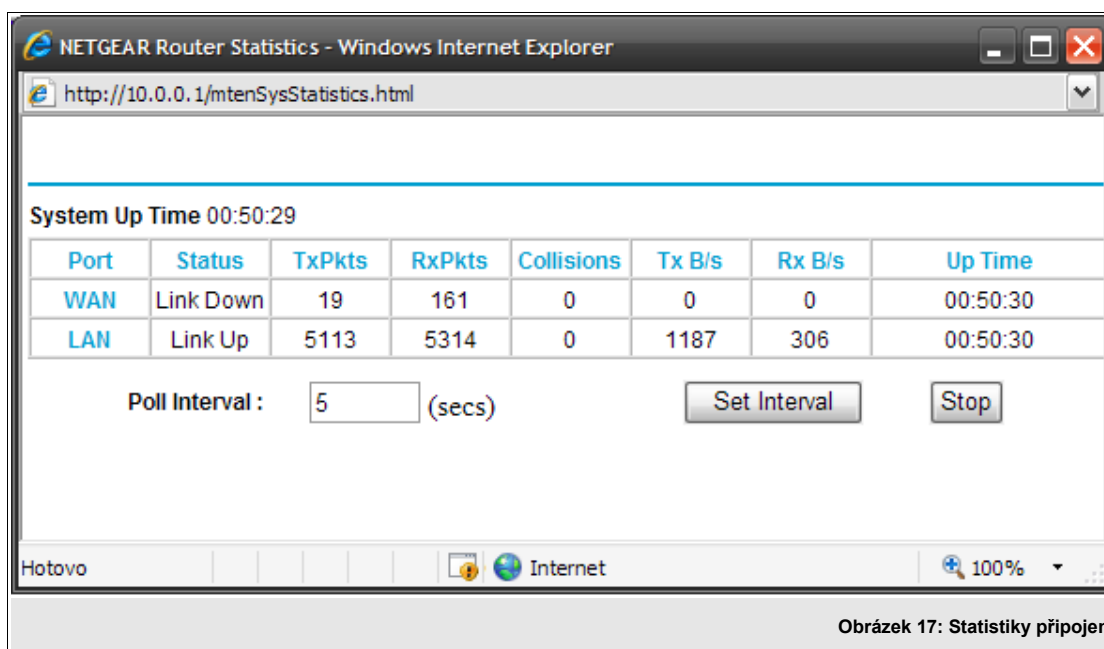 NETGEAR Router Statistics - Windows Internet Explorer
http://10.0.0.1/mtenSysStatistics.html
System Up Time 00:50:29
Port Status TxPkts RxPkts Collisions Tx B/s Rx B/s Up Time
WAN Link Down 19 161 0 0 0 00:50:30
LAN Link Up 5113 5314 0 1187 306 00:50:30
Poll Interval : 5 (secs) Set Interval Stop
Hotovo Internet 100%
Obrázek 17: Statistiky